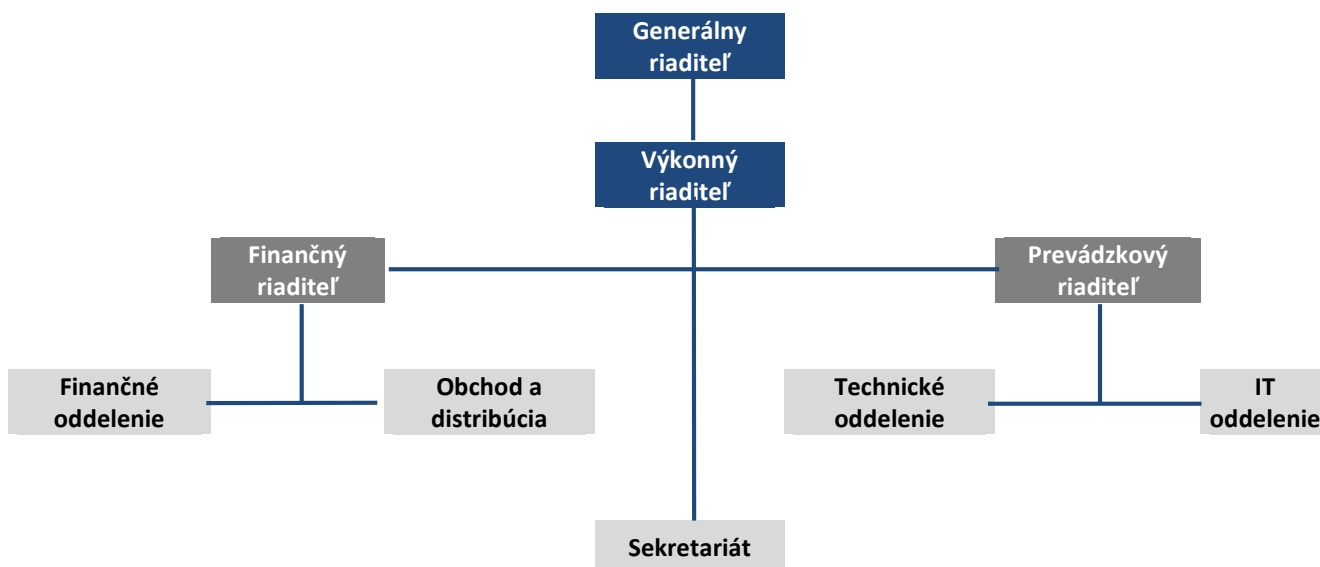 Generálny
riaditeľ
Výkonný
riaditeľ
Finančný
riaditeľ
Prevádzkový
riaditeľ
Finančné
oddelenie
Obchod a
distribúcia
Technické
oddelenie
IT
oddelenie
Sekretariát